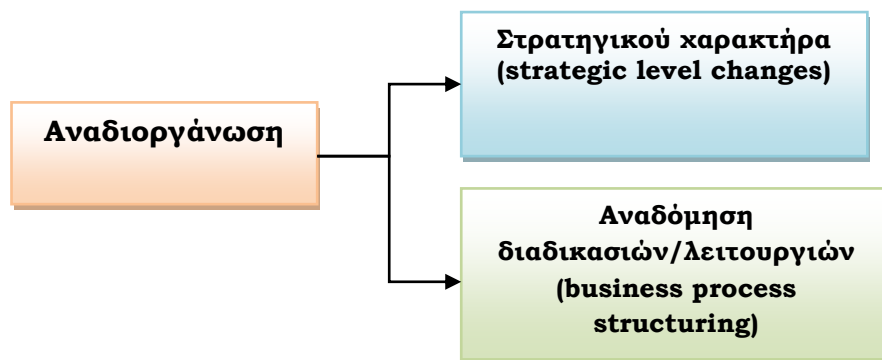 Αναδιοργάνωση
Στρατηγικού χαρακτήρα
(strategic level changes)
Αναδόμηση
διαδικασιών/λειτουργιών
(business process
structuring)